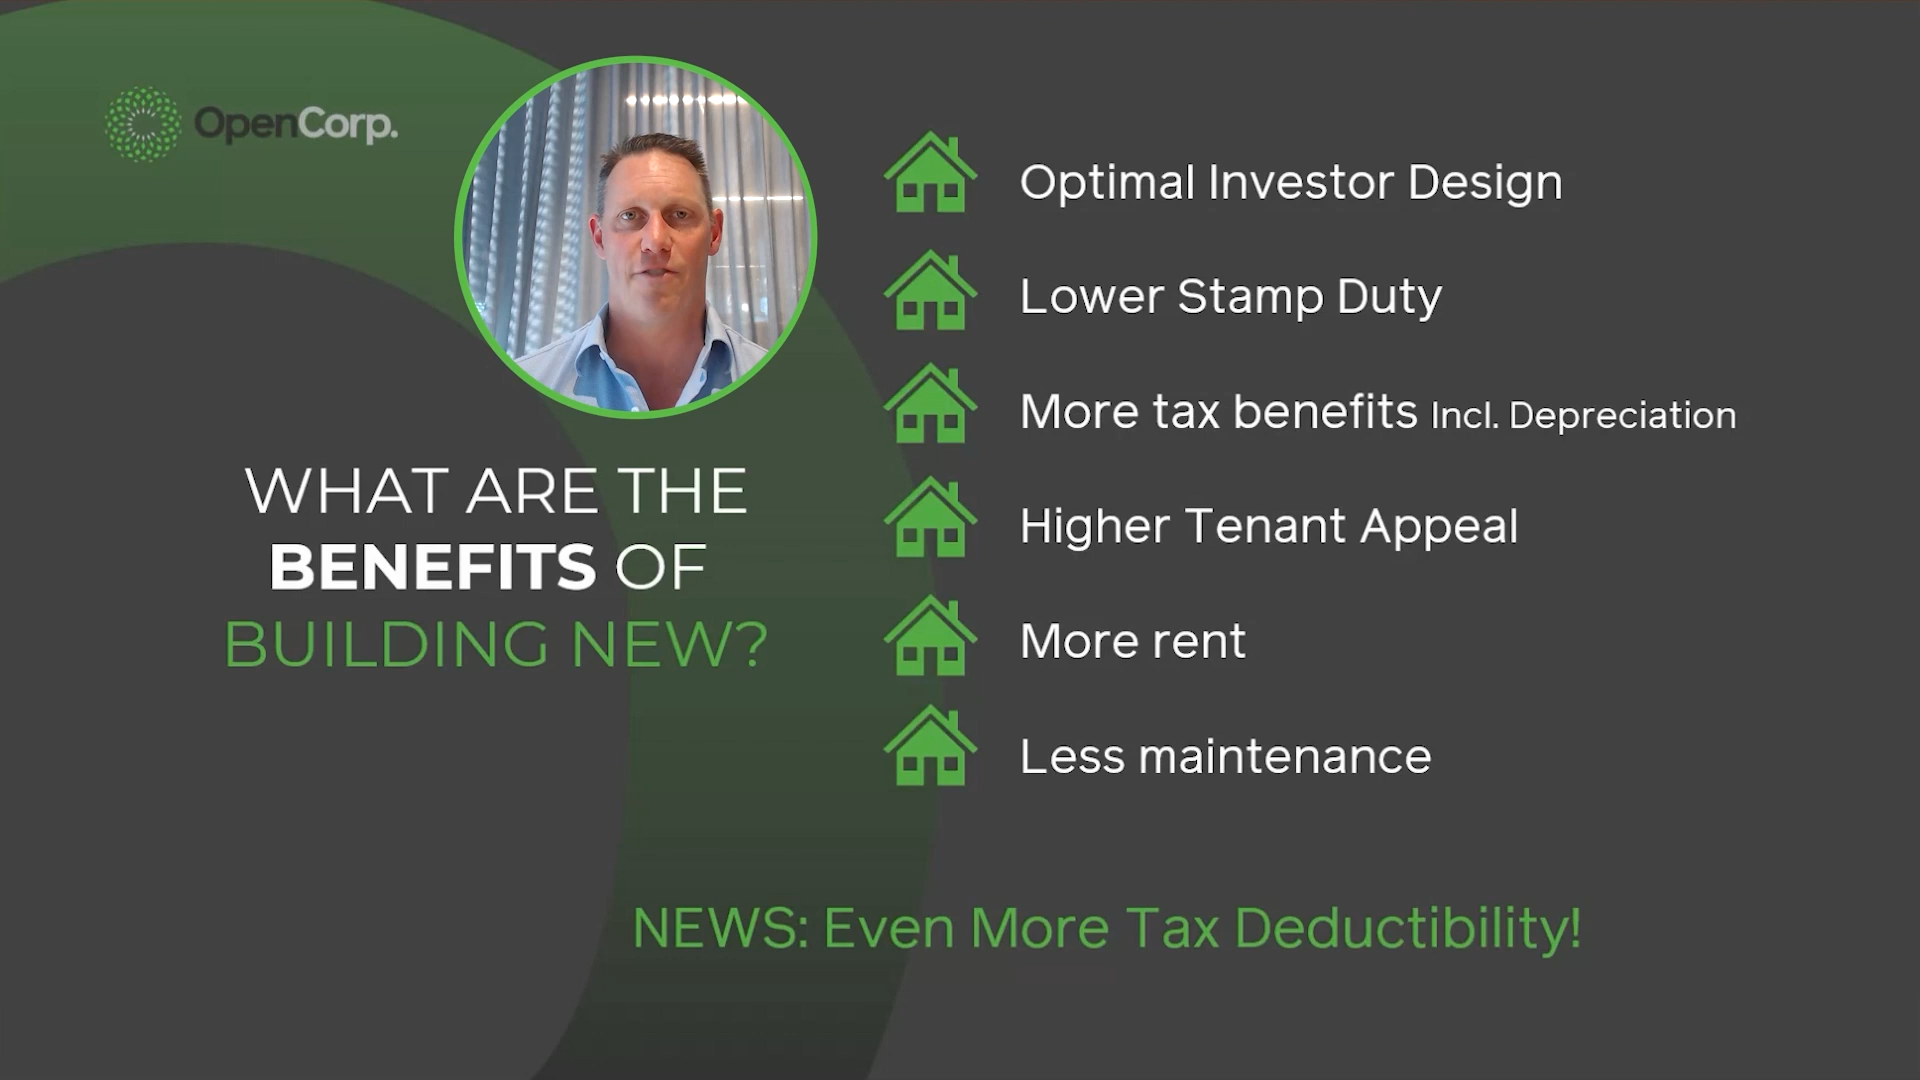 OpenCorp.
WHAT ARE THE
BENEFITS OF
BUILDING NEW?
Optimal Investor Design
Lower Stamp Duty
More tax benefits Incl. Depreciation
Higher Tenant Appeal
More rent
Less maintenance
NEWS: Even More Tax Deductibility!